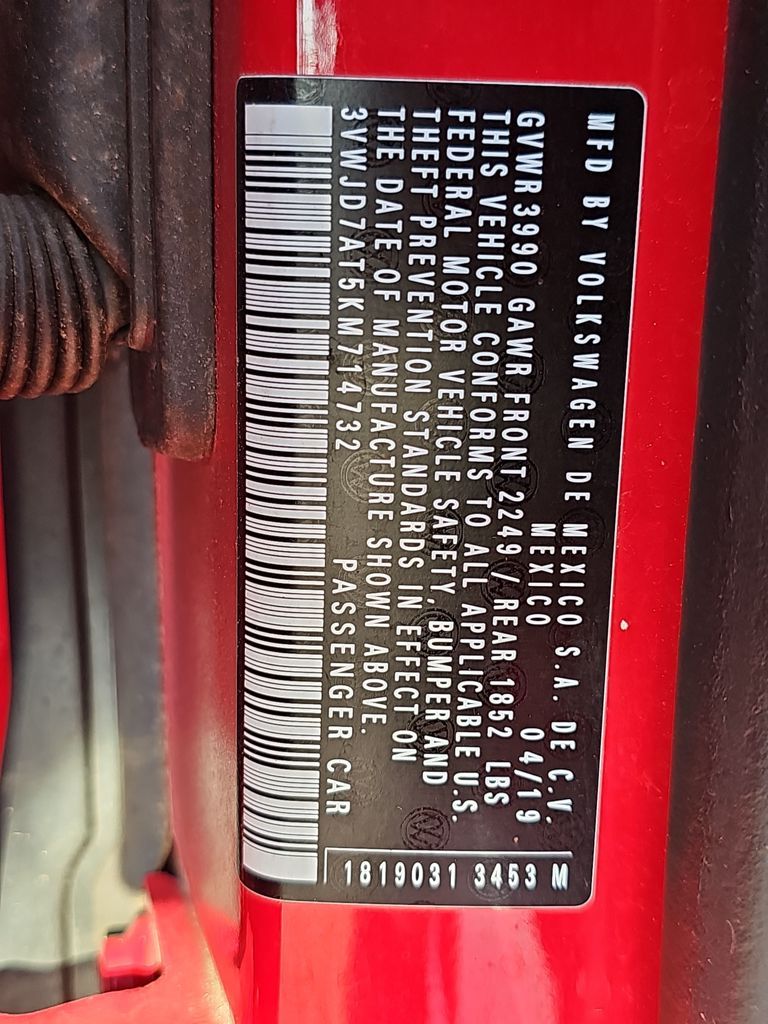 MFD BY VOLKSWAGEN DE MEXICO S.A. DE C.V.
MEXICO 04/19
GVWR 3990 GAWR FRONT 2249 / REAR 1852 LBS
THIS VEHICLE CONFORMS TO ALL APPLICABLE U.S.
FEDERAL MOTOR VEHICLE SAFETY, BUMPER AND
THEFT PREVENTION STANDARDS IN EFFECT ON
THE DATE OF MANUFACTURE SHOWN ABOVE.
3VWJD7AT5KM714732 PASSENGER CAR
1819031 3453 M